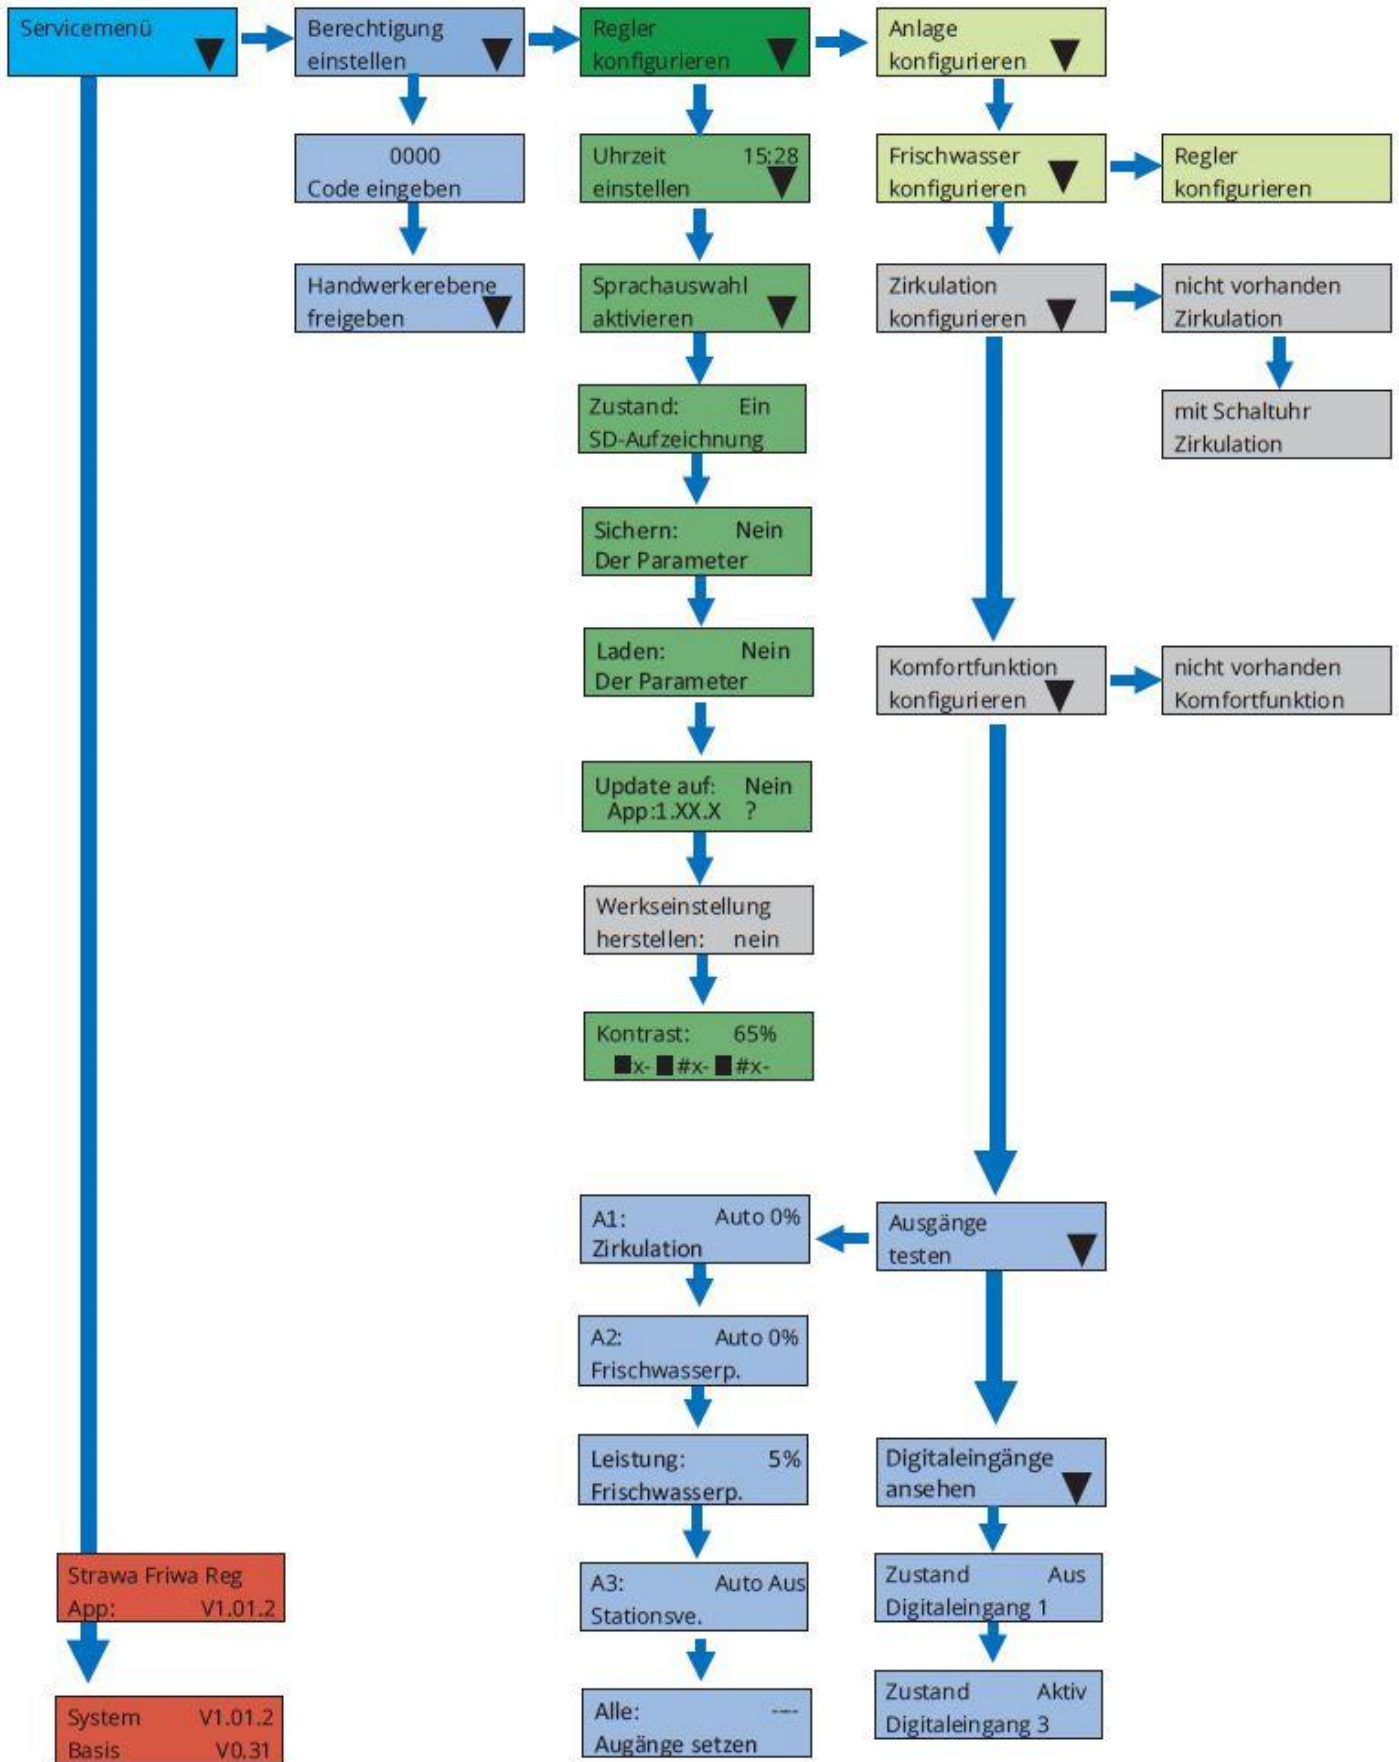 Servicemenü
Berechtigung
einstellen
Regler
konfigurieren
Anlage
konfigurieren
0000
Code eingeben
Uhrzeit 15:28
einstellen
Frischwasser
konfigurieren
Regler
konfigurieren
Handwerkerebene
freigeben
Sprachauswahl
aktivieren
Zirkulation
konfigurieren
nicht vorhanden
Zirkulation
Zustand: Ein
SD-Aufzeichnung
mit Schaltuhr
Zirkulation
Sichern: Nein
Der Parameter
Laden: Nein
Der Parameter
Komfortfunktion
konfigurieren
nicht vorhanden
Komfortfunktion
Update auf: Nein
App:1.XX.X ?
Werkseinstellung
herstellen: nein
Kontrast: 65%
■x- ■#x- ■#x-
A1: Auto 0%
Zirkulation
Ausgänge
testen
A2: Auto 0%
Frischwasserp.
Leistung: 5%
Frischwasserp.
Digitaleingänge
ansehen
Strawa Friwa Reg
App: V1.01.2
A3: Auto Aus
Stationsve.
Zustand Aus
Digitaleingang 1
System V1.01.2
Basis V0.31
Alle: ----
Augänge setzen
Zustand Aktiv
Digitaleingang 3